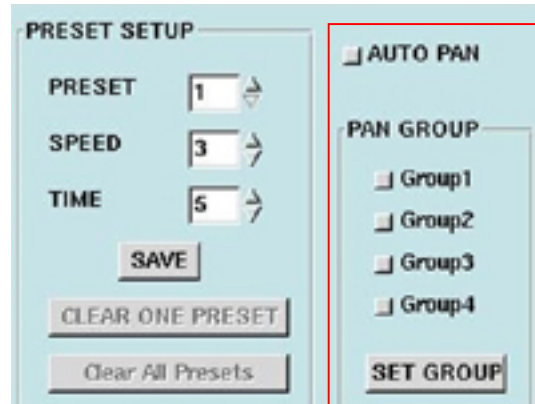 PRESET SETUP
PRESET 1
SPEED 3
TIME 5
SAVE
CLEAR ONE PRESET
Clear All Presets
AUTO PAN
PAN GROUP
Group1
Group2
Group3
Group4
SET GROUP